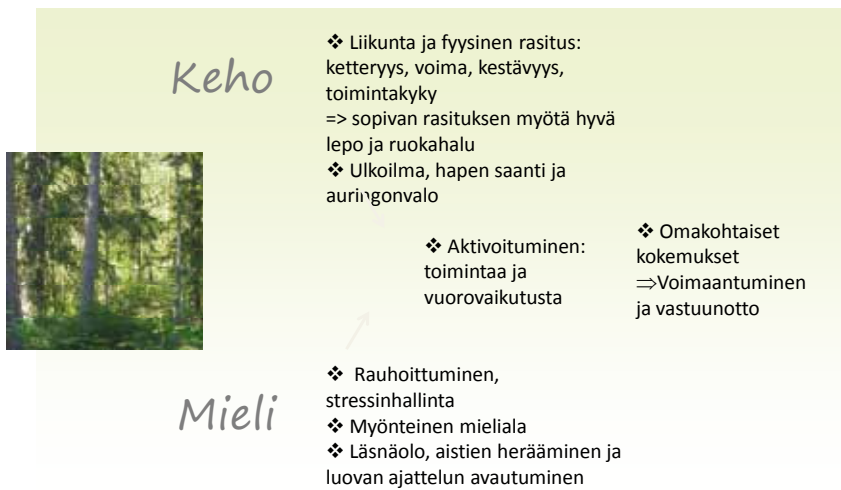 Keho
❖ Liikunta ja fyysinen rasitus:
ketteryys, voima, kestävyys,
toimintakyky
=> sopivan rasituksen myötä hyvä
lepo ja ruokahalu
❖ Ulkoilma, hapen saanti ja
auringonvalo
❖ Aktivoituminen:
toimintaa ja
vuorovaikutusta
❖ Omakohtaiset
kokemukset
⇒Voimaantuminen
ja vastuunotto
Mieli
❖ Rauhoittuminen,
stressinhallinta
❖ Myönteinen mieliala
❖ Läsnäolo, aistien herääminen ja
luovan ajattelun avautuminen